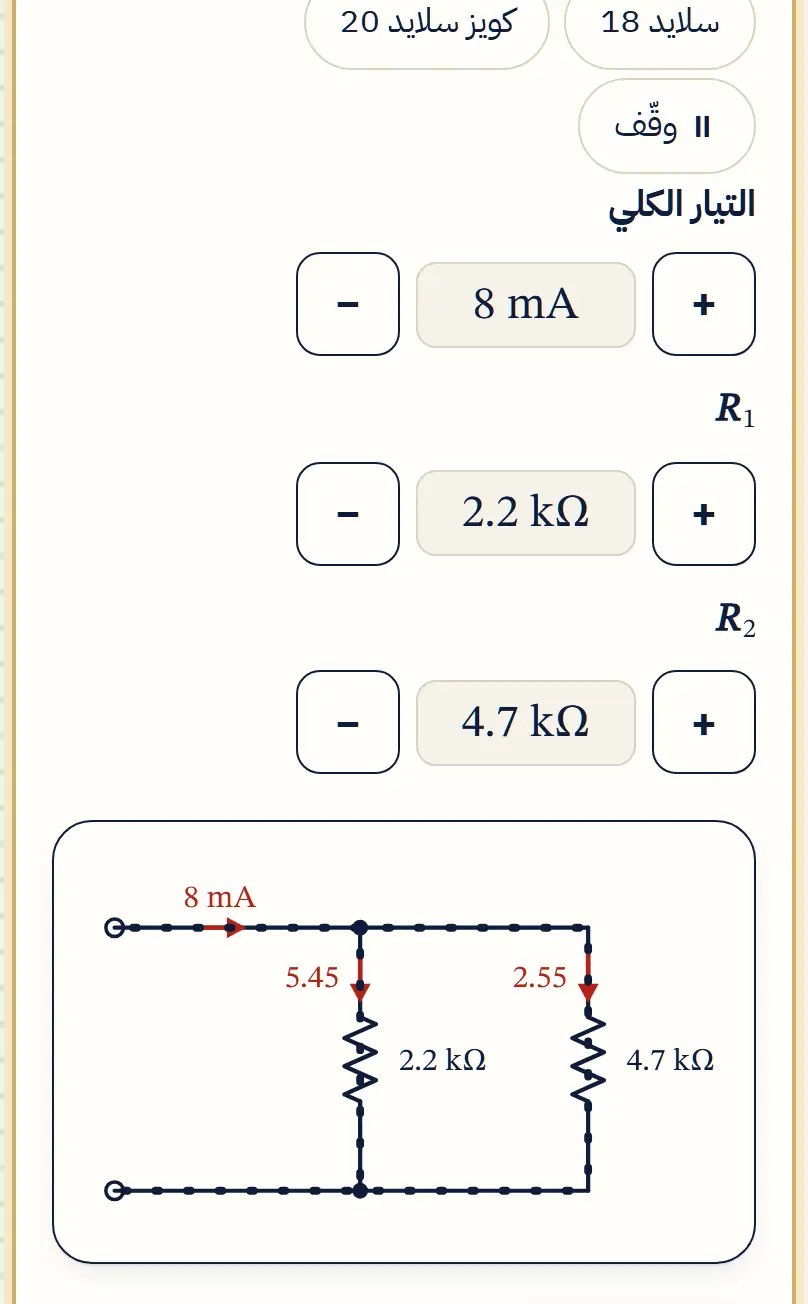 سلايد 18
كويز سلايد 20
وقّف
التيار الكلي
− 8 mA +
R₁
− 2.2 kΩ +
R₂
− 4.7 kΩ +
8 mA
5.45
2.55
2.2 kΩ
4.7 kΩ